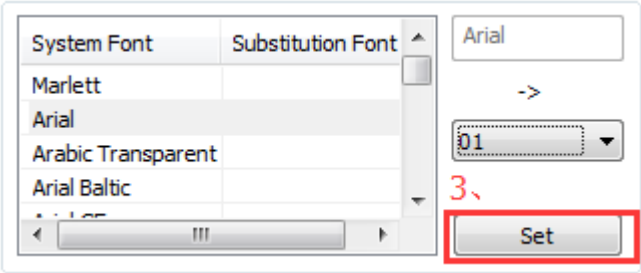 System Font Substitution Font
Marlett
Arial
Arabic Transparent
Arial Baltic
Arial
->
01
3、
Set